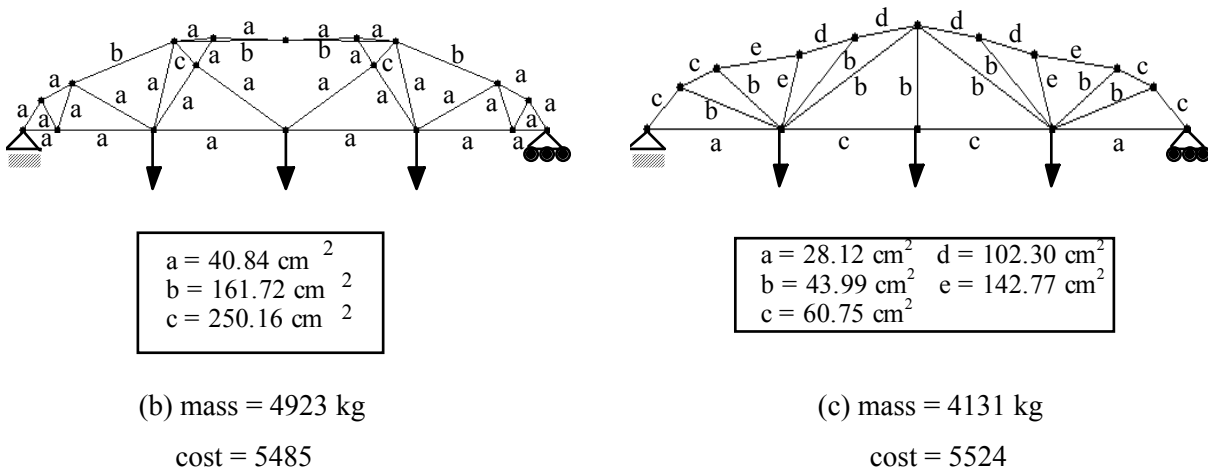 a a a a
b a b b a b
c c
a a a a a
a a a a a a a a
a a a a
a a a a a a
a = 40.84 cm 2
b = 161.72 cm 2
c = 250.16 cm 2
(b) mass = 4923 kg
cost = 5485
d d d d
e b b e
c b e b b b e b c
c b b c
a c c a
a = 28.12 cm2 d = 102.30 cm2
b = 43.99 cm2 e = 142.77 cm2
c = 60.75 cm2
(c) mass = 4131 kg
cost = 5524